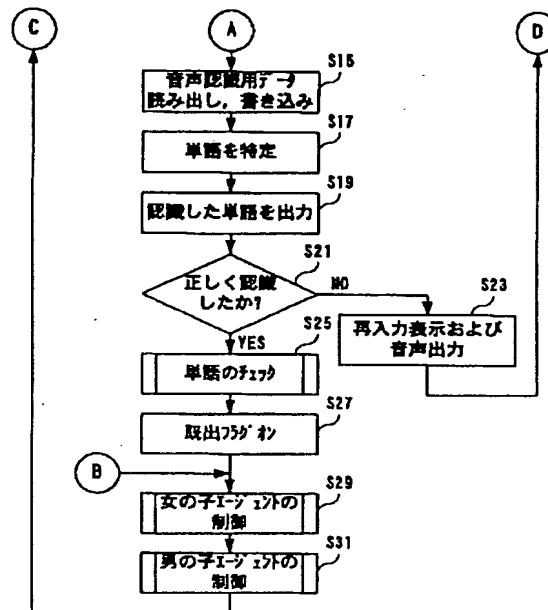 C
A
D
S15
音声認識用データ
読み出し，書き込み
S17
単語を特定
S19
認識した単語を出力
S21
正しく認識
したか?
NO
S23
再入力表示および
音声出力
YES
S25
単語のチェック
S27
既出フラグオン
B
S29
女の子エージェントの
制御
S31
男の子エージェントの
制御